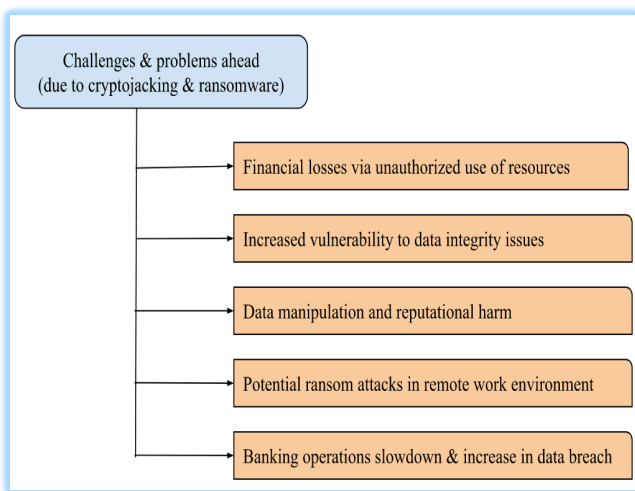 Challenges & problems ahead
(due to cryptojacking & ransomware)
Financial losses via unauthorized use of resources
Increased vulnerability to data integrity issues
Data manipulation and reputational harm
Potential ransom attacks in remote work environment
Banking operations slowdown & increase in data breach